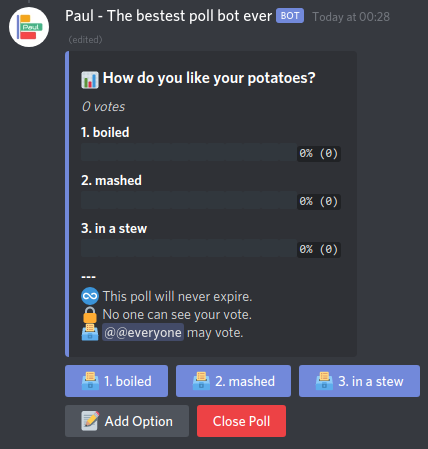 Paul - The bestest poll bot ever BOT Today at 00:28
Paul
(edited)
How do you like your potatoes?
0 votes
1. boiled
0% (0)
2. mashed
0% (0)
3. in a stew
0% (0)
---
This poll will never expire.
No one can see your vote.
@@everyone may vote.
1. boiled 2. mashed 3. in a stew
Add Option Close Poll